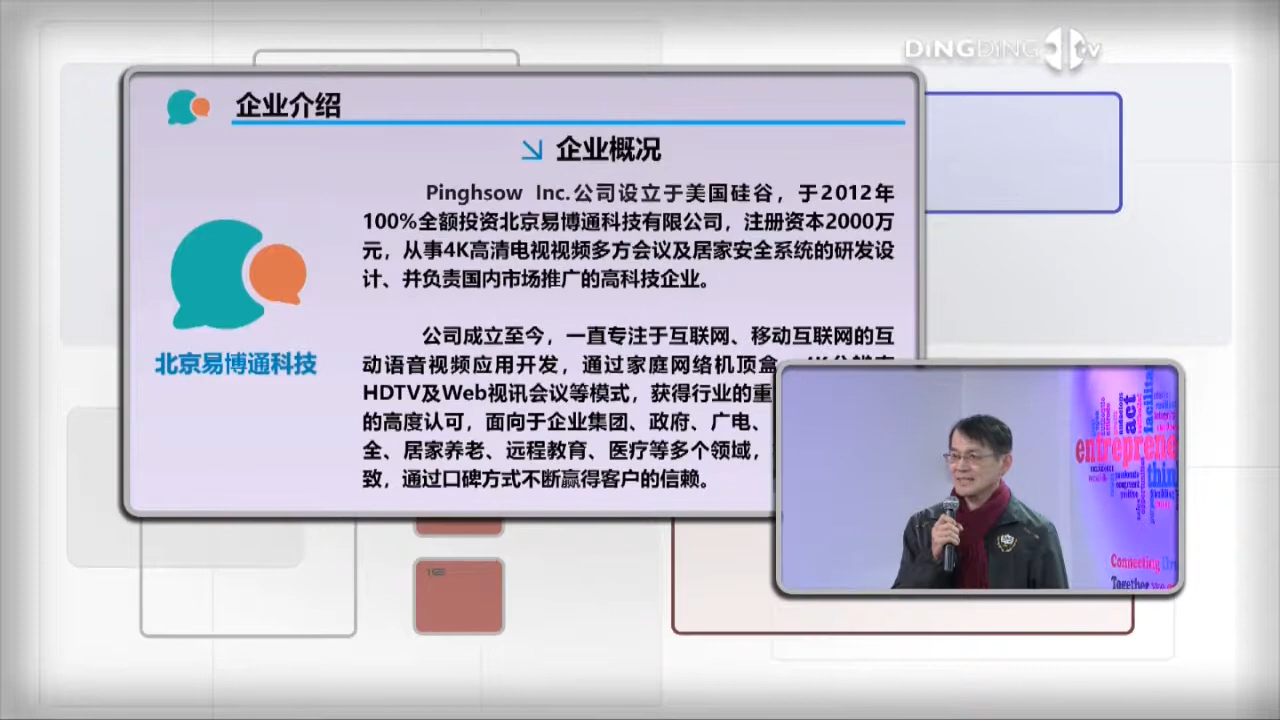 DiNGDiNG TV
企业介绍
企业概况
Pinghsow Inc.公司设立于美国硅谷，于2012年
100%全额投资北京易博通科技有限公司，注册资本2000万
元，从事4K高清电视视频多方会议及居家安全系统的研发设
计、并负责国内市场推广的高科技企业。
公司成立至今，一直专注于互联网、移动互联网的互
动语音视频应用开发，通过家庭网络机顶盒、
HDTV及Web视讯会议等模式，获得行业的重
的高度认可，面向于企业集团、政府、广电、
全、居家养老、远程教育、医疗等多个领域，
致，通过口碑方式不断赢得客户的信赖。
北京易博通科技
act
facilita
entreprene
thin
Connecting
Together